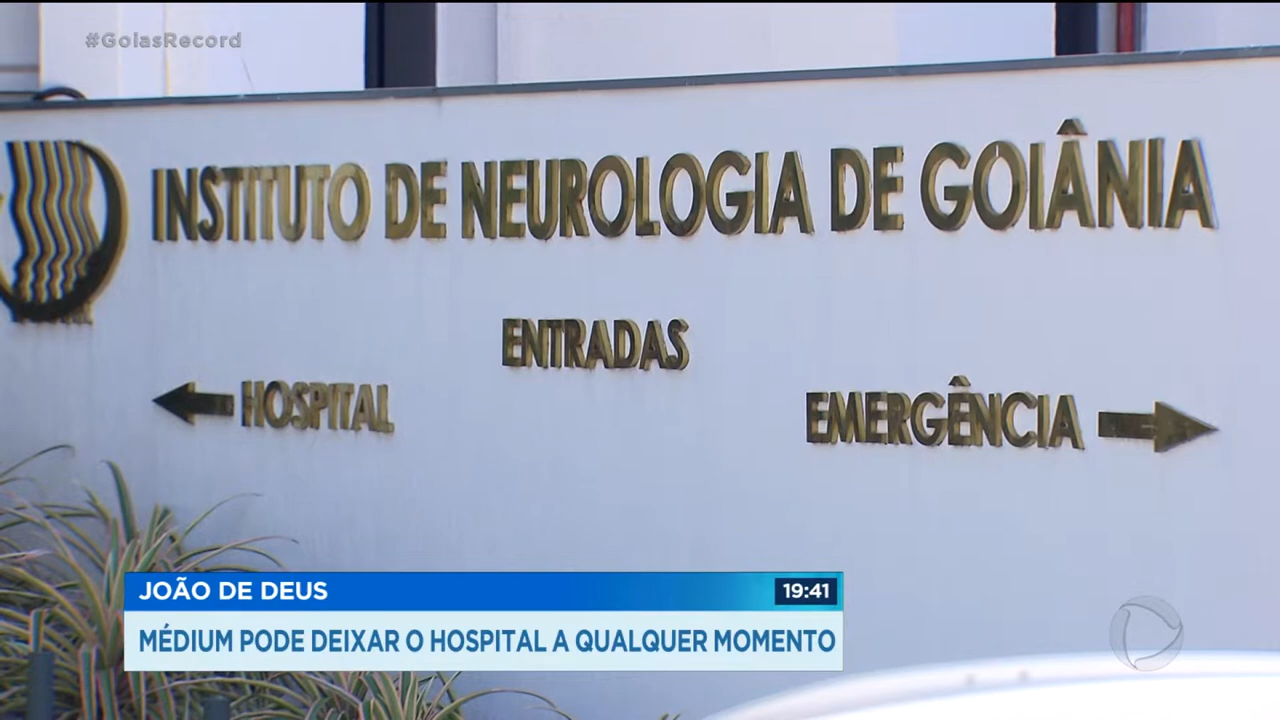 #GoiasRecord
INSTITUTO DE NEUROLOGIA DE GOIÂNIA
ENTRADAS
HOSPITAL
EMERGÊNCIA
JOÃO DE DEUS 19:41
MÉDIUM PODE DEIXAR O HOSPITAL A QUALQUER MOMENTO